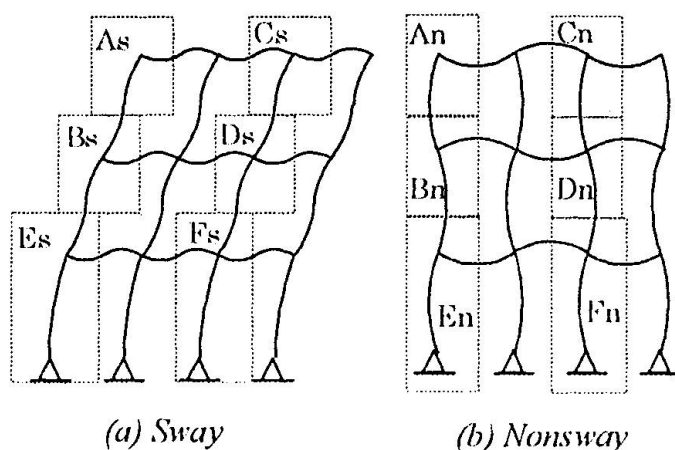 As Cs
Bs Ds
Es Fs
(a) Sway
An Cn
Bn Dn
En Fn
(b) Nonsway